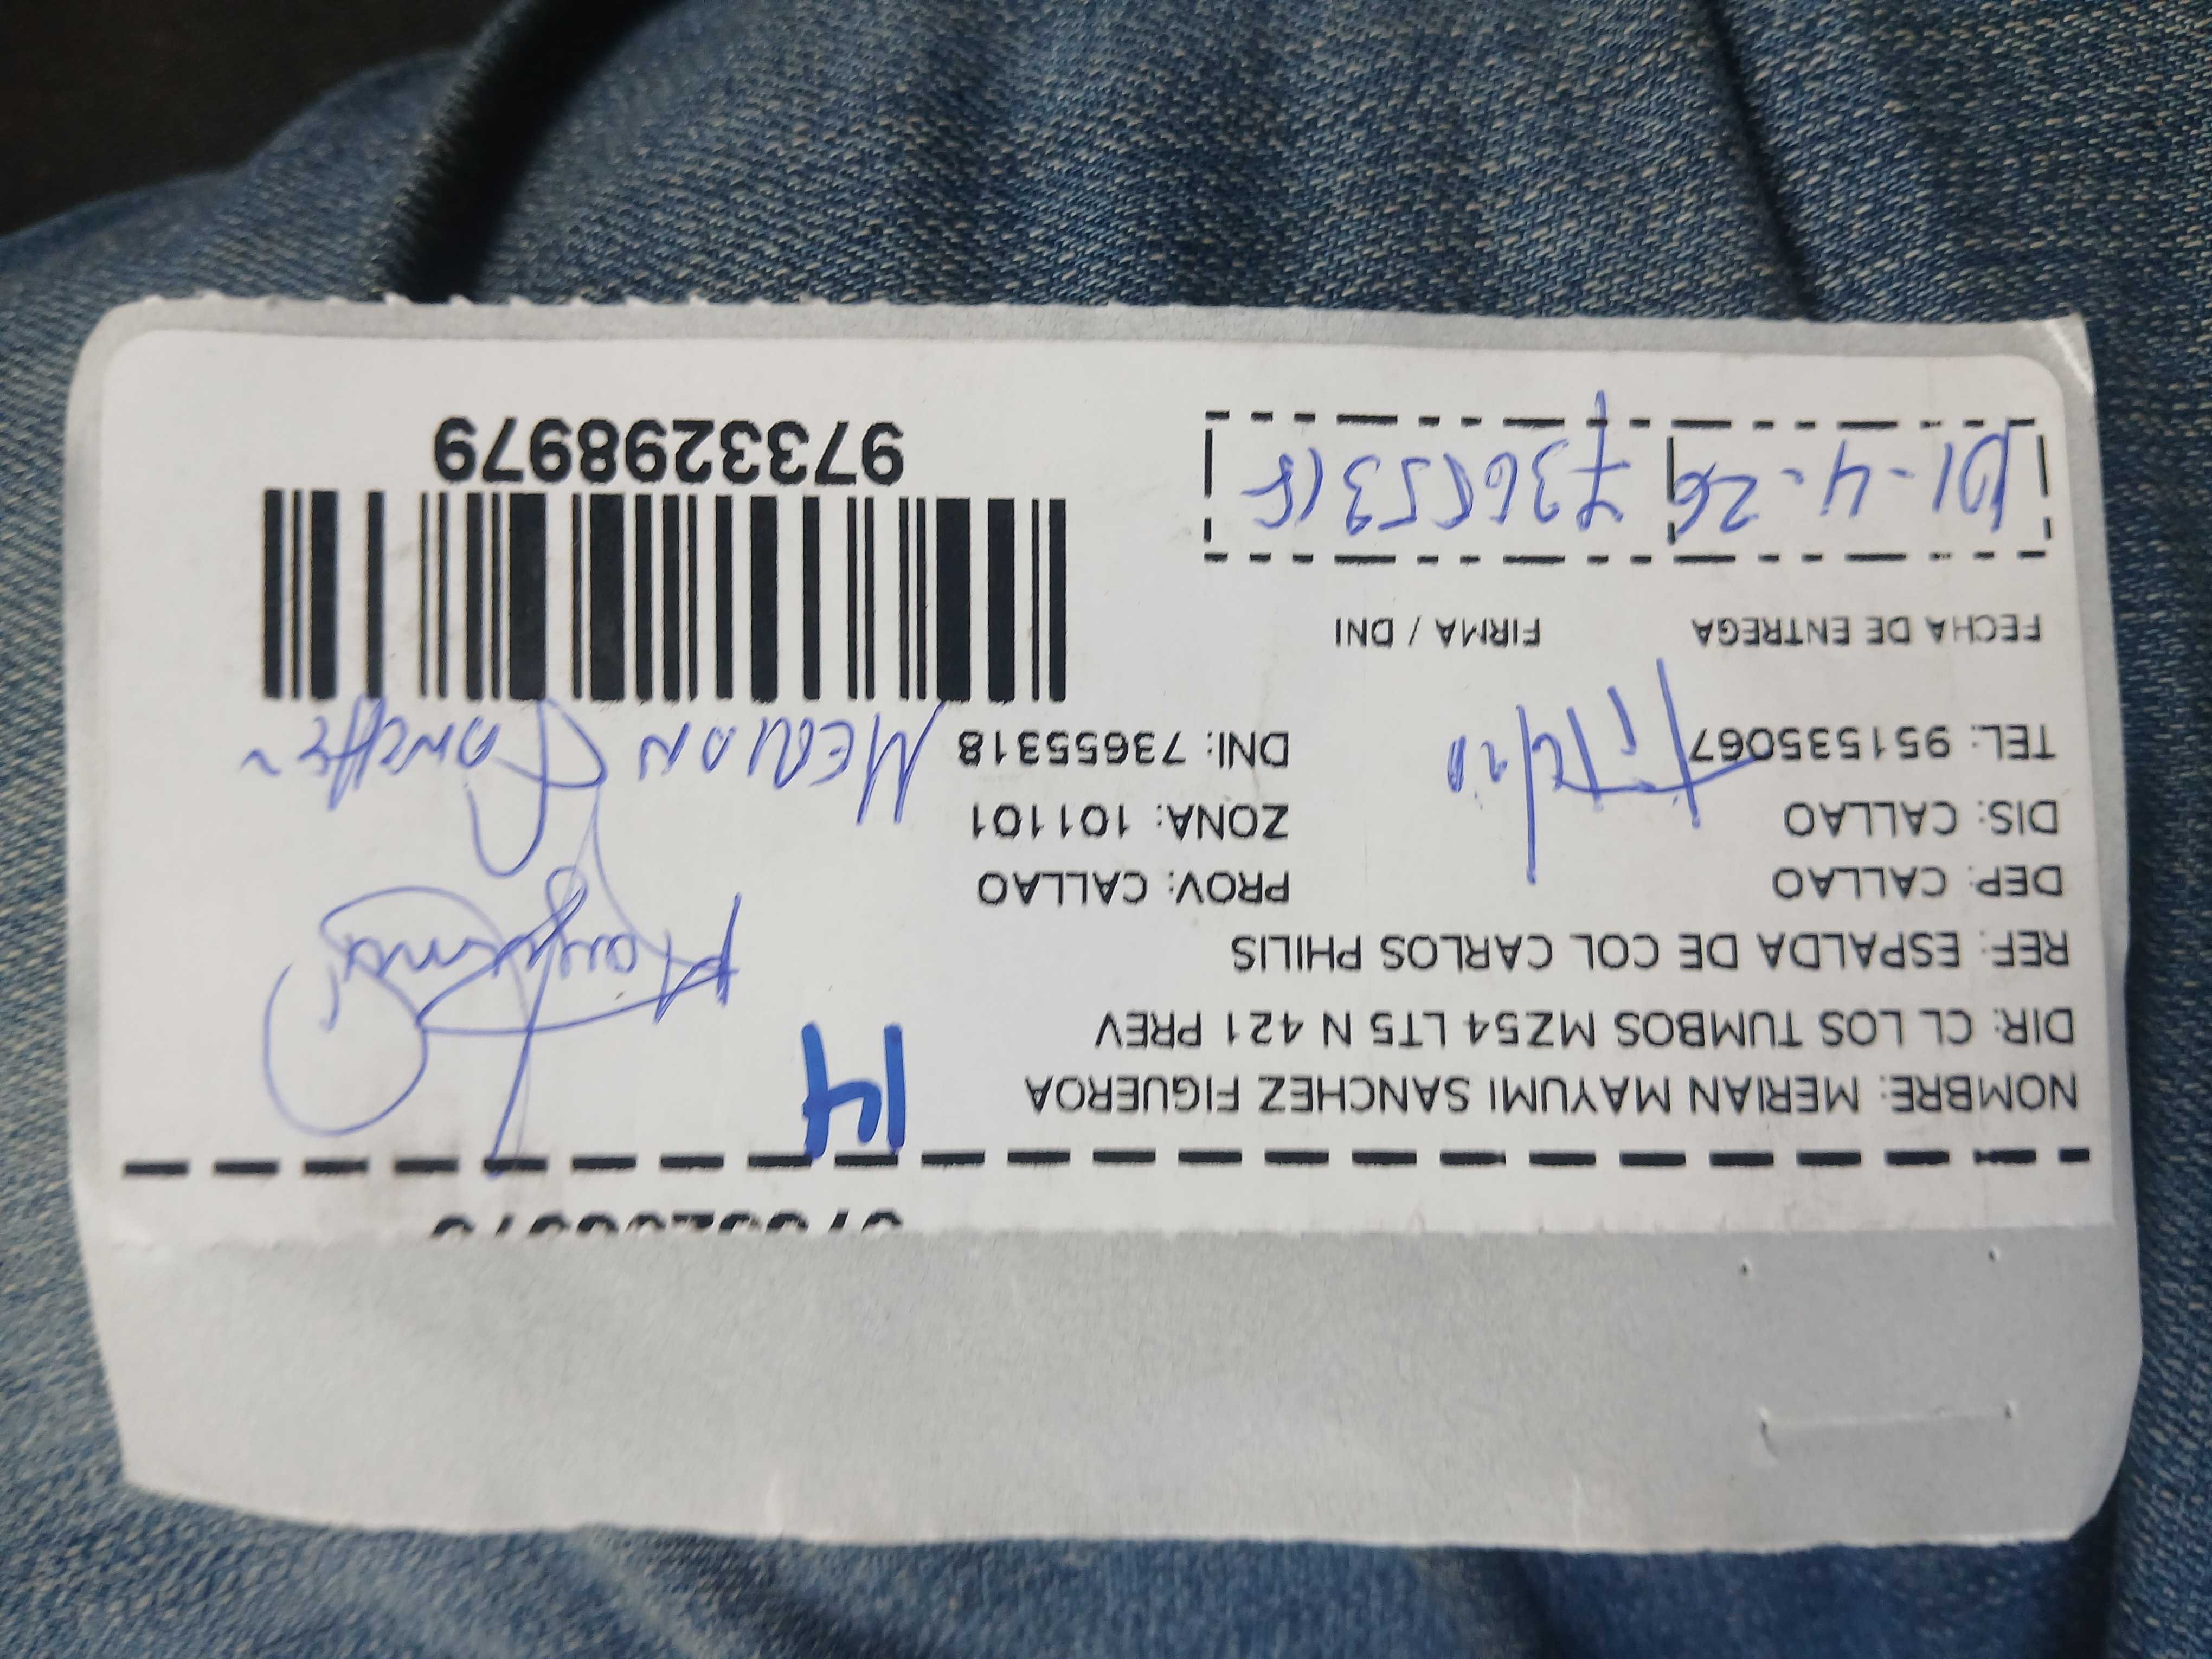 NOMBRE: MERIAN MAYUMI SANCHEZ FIGUEROA
14
DIR: CL LOS TUMBOS MZ54 LT5 N 421 PREV
REF: ESPALDA DE COL CARLOS PHILIS
DEP: CALLAO PROV: CALLAO
DIS: CALLAO ZONA: 101101
TEL: 951535067 DNI: 73655318
MERIAN
FECHA DE ENTREGA FIRMA / DNI
01-4-26 73655318
9733298979